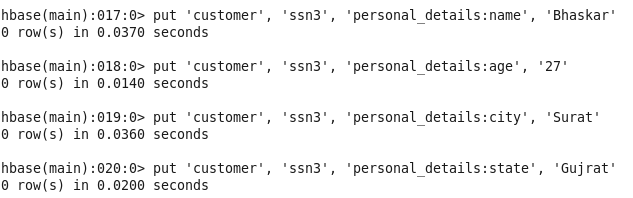 hbase(main):017:0> put 'customer', 'ssn3', 'personal_details:name', 'Bhaskar'
0 row(s) in 0.0370 seconds
hbase(main):018:0> put 'customer', 'ssn3', 'personal_details:age', '27'
0 row(s) in 0.0140 seconds
hbase(main):019:0> put 'customer', 'ssn3', 'personal_details:city', 'Surat'
0 row(s) in 0.0360 seconds
hbase(main):020:0> put 'customer', 'ssn3', 'personal_details:state', 'Gujrat'
0 row(s) in 0.0200 seconds